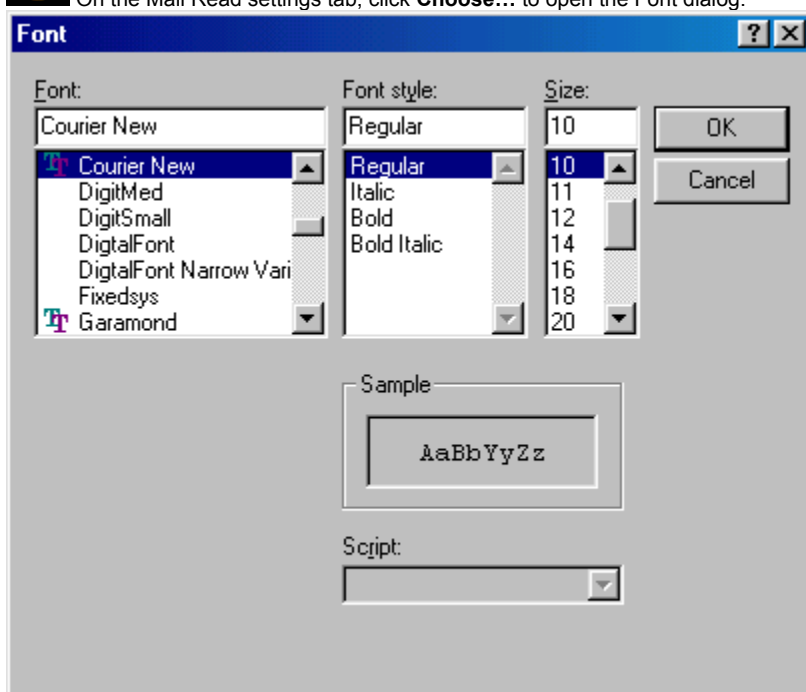 On the Mail Read settings tab, click Choose… to open the Font dialog.
Font
Font: Font style: Size:
Courier New Regular 10 OK
Courier New Regular 10 Cancel
DigitMed Italic 11
DigitSmall Bold 12
DigtalFont Bold Italic 14
DigtalFont Narrow Vari 16
Fixedsys 18
Garamond 20
Sample
AaBbYyZz
Script: